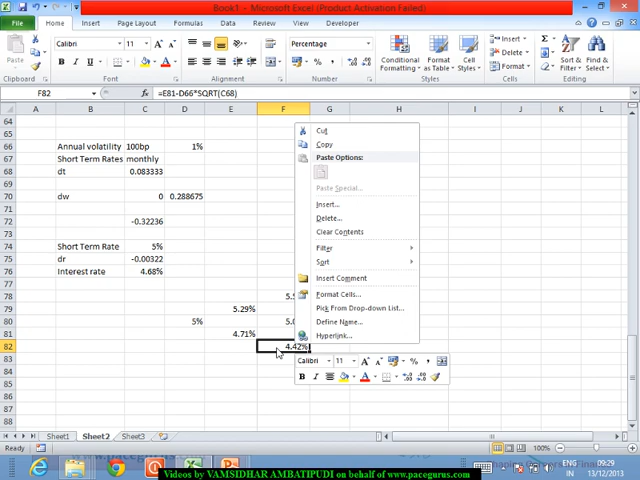 Book1 - Microsoft Excel (Product Activation Failed)
File Home Insert Page Layout Formulas Data Review View Developer
Paste Calibri 11 Percentage Conditional Formatting Format as Table Cell Styles Insert Delete Format Sort & Filter Find & Select
B I U $ % ,
Clipboard Font Alignment Number Styles Cells Editing
F82 fx =E81-D66*SQRT(C68)
A B C D E F G H I J K L
64
65
66 Annual volatility 100bp 1%
67 Short Term Rates monthly
68 dt 0.083333
69
70 dw 0 0.288675
71
72 -0.32236
73
74 Short Term Rate 5%
75 dr -0.00322
76 Interest rate 4.68%
77
78
79 5.29%
80 5%
81 4.71%
82 4.42%
83
84
85
86
87
88
Cut
Copy
Paste Options:
Paste Special...
Insert...
Delete...
Clear Contents
Filter
Sort
Insert Comment
Format Cells...
Pick From Drop-down List...
Define Name...
Hyperlink...
Calibri 11 A A % ,
B I A
Sheet1 Sheet2 Sheet3
Ready 100%
www.pacegurus.com
ENG 09:29
IN 13/12/2013
Videos by VAMSIDHAR AMBATIPUDI on behalf of www.pacegurus.com